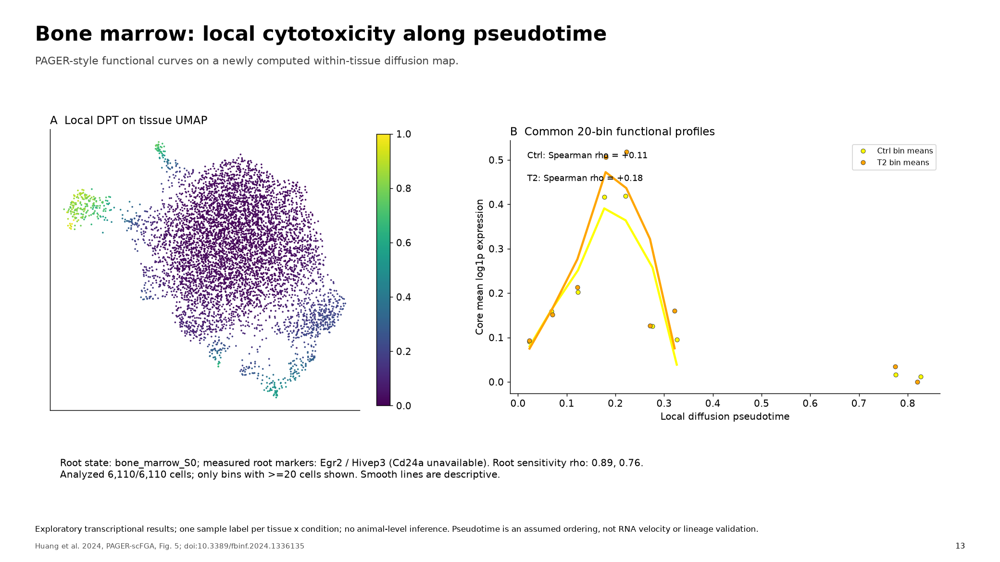 Bone marrow: local cytotoxicity along pseudotime
PAGER-style functional curves on a newly computed within-tissue diffusion map.
A  Local DPT on tissue UMAP
1.0
0.8
0.6
0.4
0.2
0.0
B  Common 20-bin functional profiles
Ctrl: Spearman rho = +0.11
T2: Spearman rho = +0.18
Ctrl bin means
T2 bin means
Core mean log1p expression
0.5
0.4
0.3
0.2
0.1
0.0
0.0 0.1 0.2 0.3 0.4 0.5 0.6 0.7 0.8
Local diffusion pseudotime
Root state: bone_marrow_S0; measured root markers: Egr2 / Hivep3 (Cd24a unavailable). Root sensitivity rho: 0.89, 0.76.
Analyzed 6,110/6,110 cells; only bins with >=20 cells shown. Smooth lines are descriptive.
Exploratory transcriptional results; one sample label per tissue x condition; no animal-level inference. Pseudotime is an assumed ordering, not RNA velocity or lineage validation.
Huang et al. 2024, PAGER-scFGA, Fig. 5; doi:10.3389/fbinf.2024.1336135
13